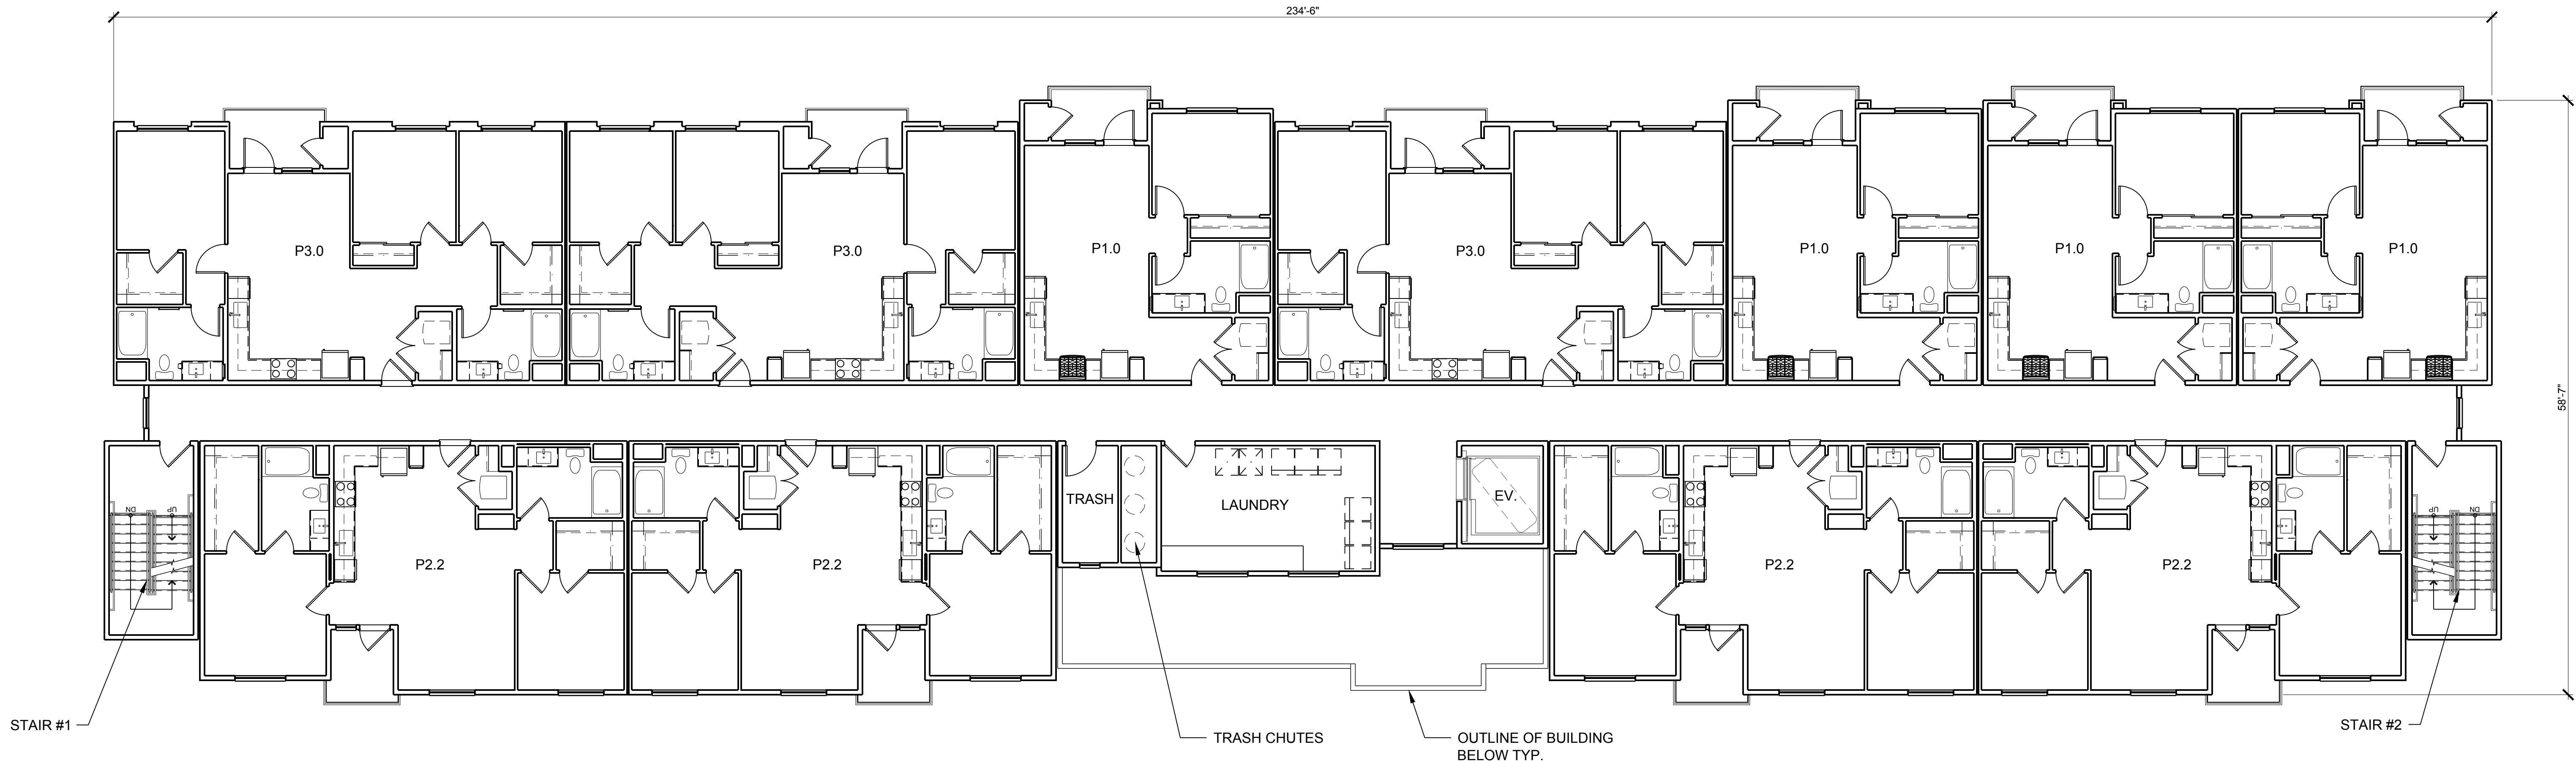 234'-6"
P3.0
P3.0
P1.0
P3.0
P1.0
P1.0
P1.0
58'-7"
TRASH
LAUNDRY
EV.
DN
UP
UP
DN
P2.2
P2.2
P2.2
P2.2
STAIR #1
TRASH CHUTES
OUTLINE OF BUILDING
BELOW TYP.
STAIR #2